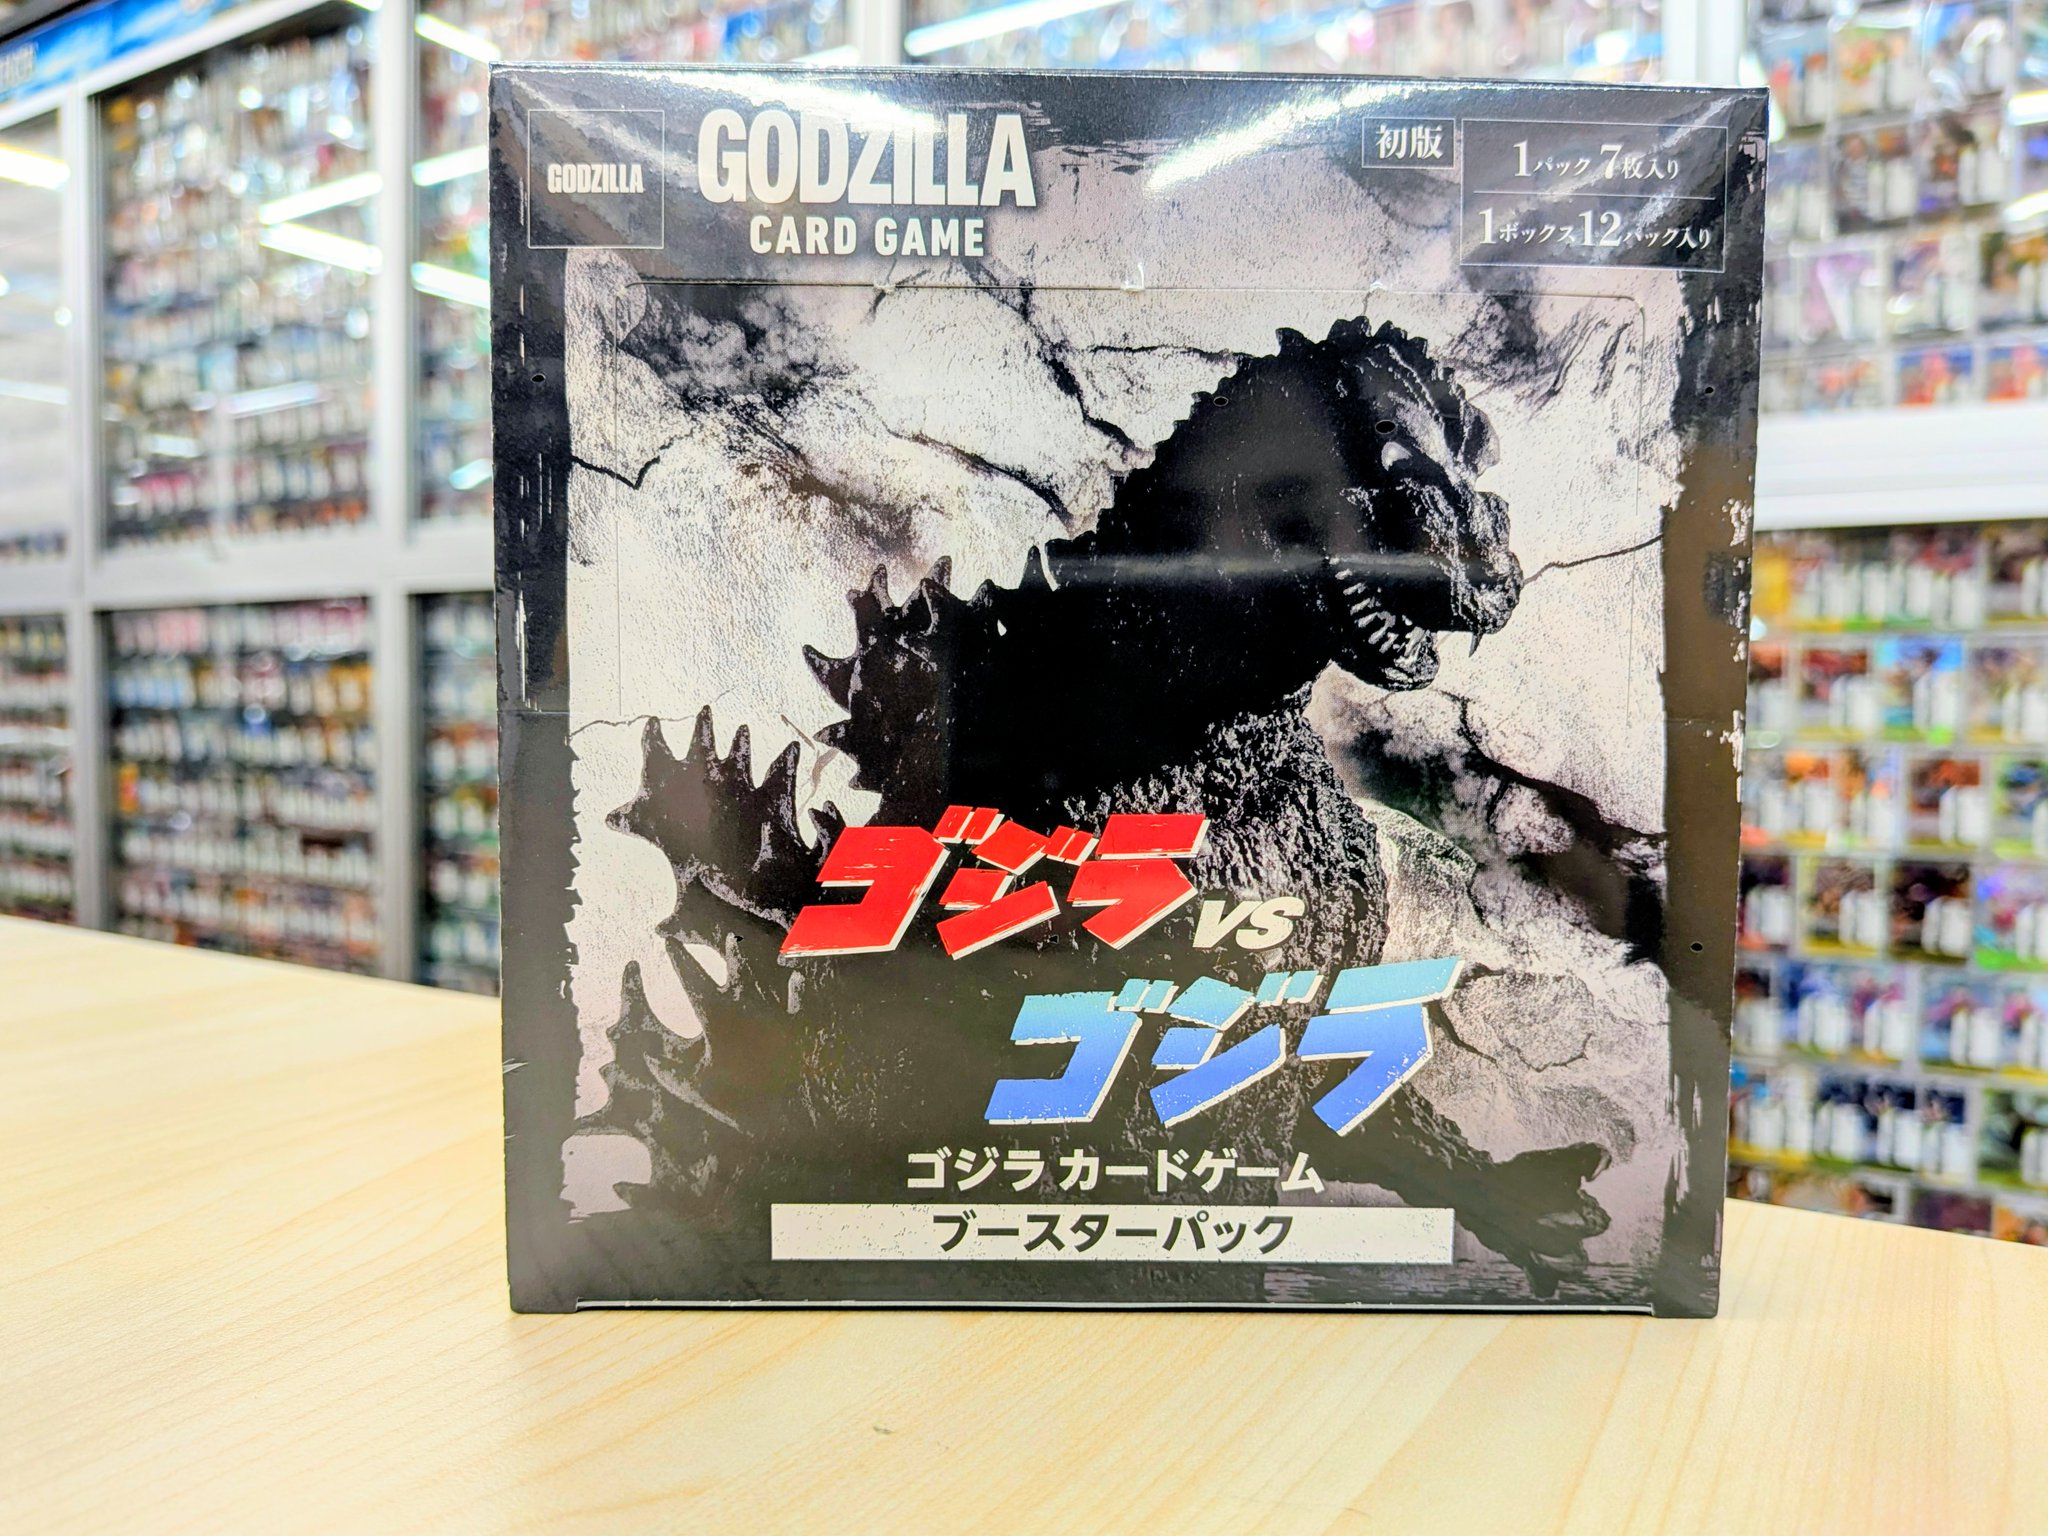 GODZILLA
GODZILLA
CARD GAME
初版
1パック 7枚入り
1ボックス12パック入り
ゴジラ VS
ゴジラ
ゴジラ カードゲーム
ブースターパック